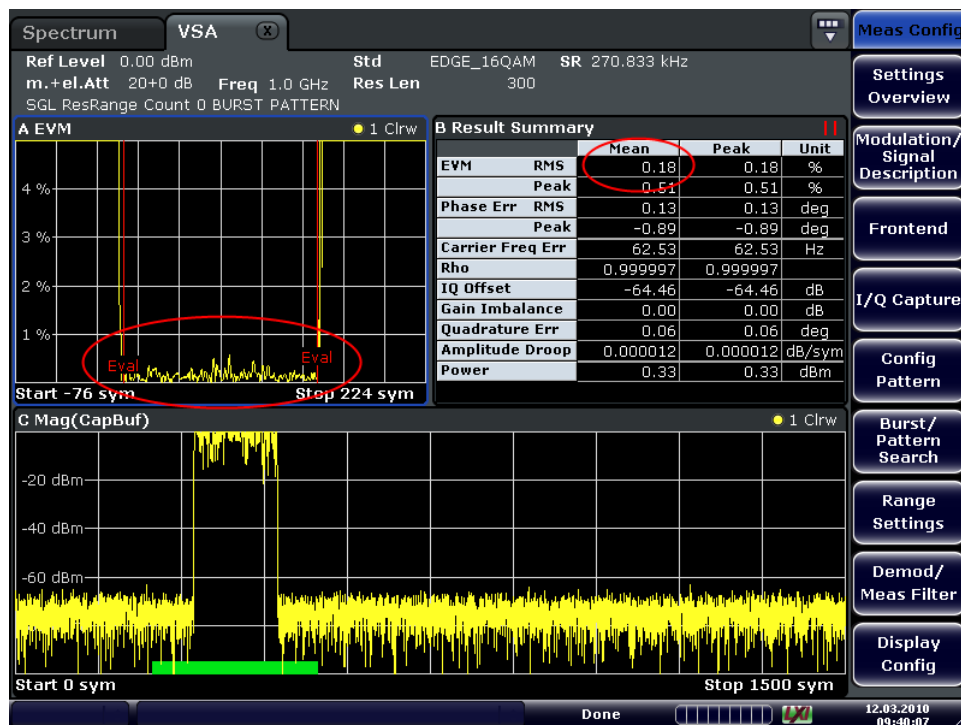 Spectrum VSA X
Ref Level 0.00 dBm Std EDGE_16QAM SR 270.833 kHz
m.+el.Att 20+0 dB Freq 1.0 GHz Res Len 300
SGL ResRange Count 0 BURST PATTERN
A EVM 1 Clrw
4 %
3 %
2 %
1 %
Eval Eval
Start -76 sym Stop 224 sym
B Result Summary
Mean Peak Unit
EVM RMS 0.18 0.18 %
Peak 0.51 0.51 %
Phase Err RMS 0.13 0.13 deg
Peak -0.89 -0.89 deg
Carrier Freq Err 62.53 62.53 Hz
Rho 0.999997 0.999997
IQ Offset -64.46 -64.46 dB
Gain Imbalance 0.00 0.00 dB
Quadrature Err 0.06 0.06 deg
Amplitude Droop 0.000012 0.000012 dB/sym
Power 0.33 0.33 dBm
C Mag(CapBuf) 1 Clrw
-20 dBm
-40 dBm
-60 dBm
Start 0 sym Stop 1500 sym
Meas Config
Settings
Overview
Modulation/
Signal
Description
Frontend
I/Q Capture
Config
Pattern
Burst/
Pattern
Search
Range
Settings
Demod/
Meas Filter
Display
Config
Done LXI 12.03.2010
09:40:07